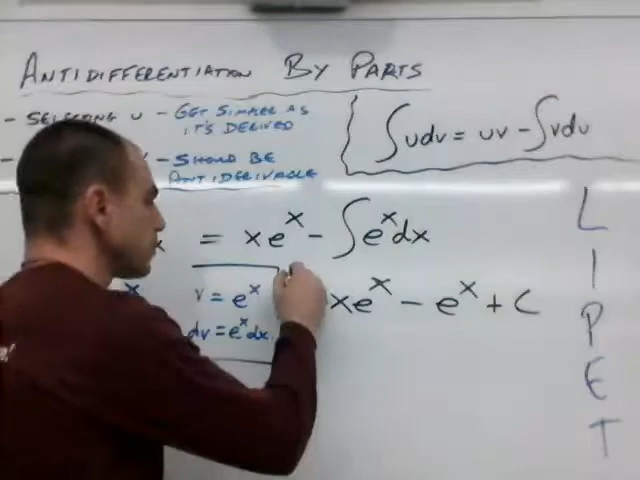 ANTIDIFFERENTIATION BY PARTS
- SELECTING U - GET SIMPLER AS IT'S DERIVED
∫udv = uv - ∫vdu
- SHOULD BE ANTIDERIVABLE
x = xe^x - ∫e^x dx
x v = e^x
dv = e^x dx
xe^x - e^x + C
L
I
P
E
T